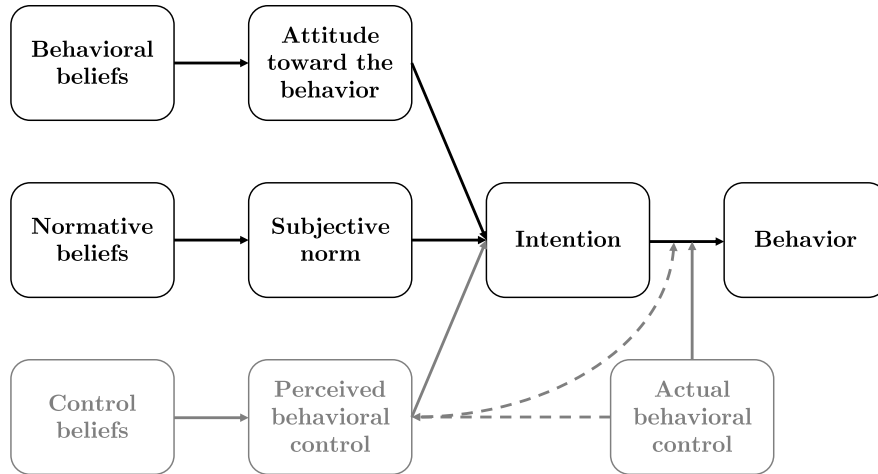 Behavioral
beliefs
Attitude
toward the
behavior
Normative
beliefs
Subjective
norm
Intention
Behavior
Control
beliefs
Perceived
behavioral
control
Actual
behavioral
control